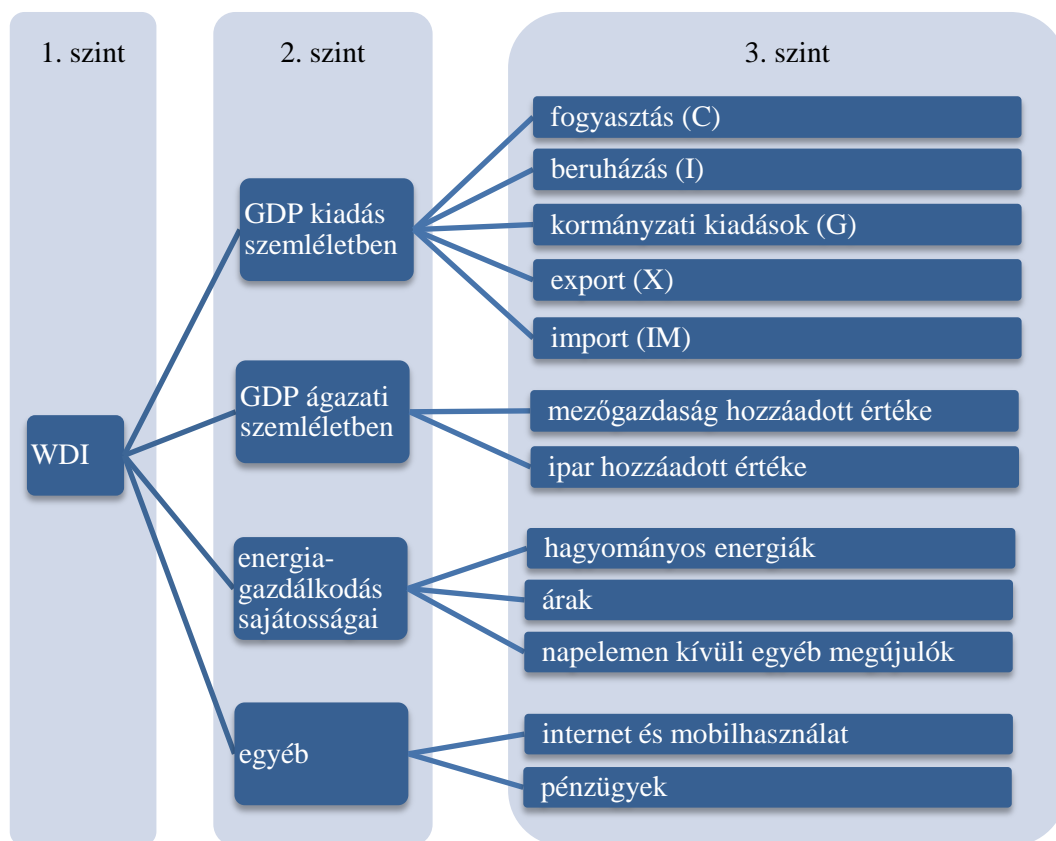 1. szint
2. szint
3. szint
WDI
GDP kiadás
szemléletben
fogyasztás (C)
beruházás (I)
kormányzati kiadások (G)
export (X)
import (IM)
GDP ágazati
szemléletben
mezőgazdaság hozzáadott értéke
ipar hozzáadott értéke
energia-
gazdálkodás
sajátosságai
hagyományos energiák
árak
napelemen kívüli egyéb megújulók
egyéb
internet és mobilhasználat
pénzügyek